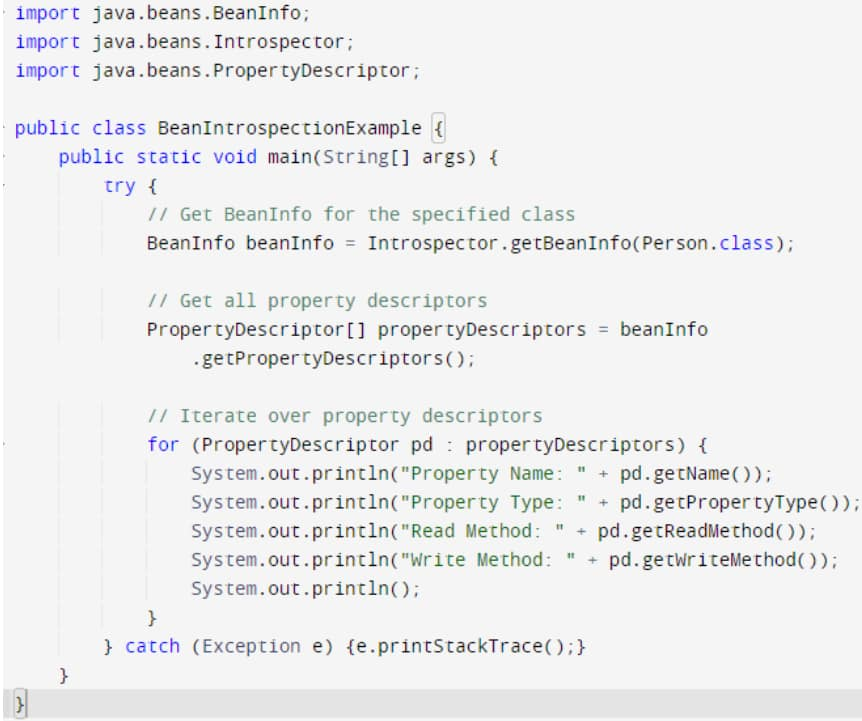 import java.beans.BeanInfo;
import java.beans.Introspector;
import java.beans.PropertyDescriptor;

public class BeanIntrospectionExample {
    public static void main(String[] args) {
        try {
            // Get BeanInfo for the specified class
            BeanInfo beanInfo = Introspector.getBeanInfo(Person.class);

            // Get all property descriptors
            PropertyDescriptor[] propertyDescriptors = beanInfo
                .getPropertyDescriptors();

            // Iterate over property descriptors
            for (PropertyDescriptor pd : propertyDescriptors) {
                System.out.println("Property Name: " + pd.getName());
                System.out.println("Property Type: " + pd.getPropertyType());
                System.out.println("Read Method: " + pd.getReadMethod());
                System.out.println("Write Method: " + pd.getWriteMethod());
                System.out.println();
            }
        } catch (Exception e) {e.printStackTrace();}
    }
}